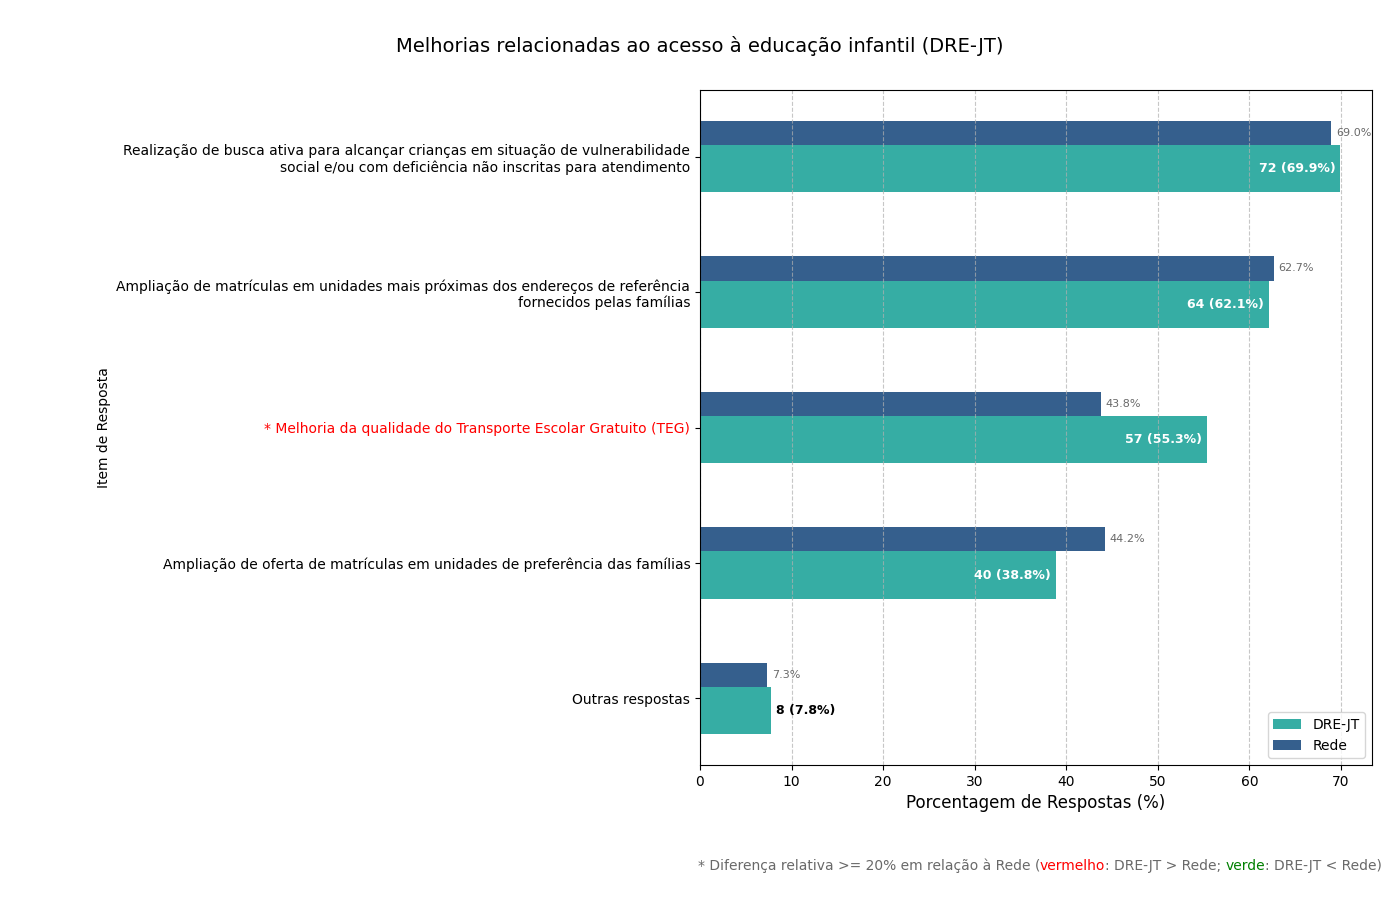 Melhorias relacionadas ao acesso à educação infantil (DRE-JT)
Item de Resposta
Realização de busca ativa para alcançar crianças em situação de vulnerabilidade
social e/ou com deficiência não inscritas para atendimento
69.0%
72 (69.9%)
Ampliação de matrículas em unidades mais próximas dos endereços de referência
fornecidos pelas famílias
62.7%
64 (62.1%)
* Melhoria da qualidade do Transporte Escolar Gratuito (TEG)
43.8%
57 (55.3%)
Ampliação de oferta de matrículas em unidades de preferência das famílias
44.2%
40 (38.8%)
Outras respostas
7.3%
8 (7.8%)
DRE-JT
Rede
0 10 20 30 40 50 60 70
Porcentagem de Respostas (%)
* Diferença relativa >= 20% em relação à Rede (vermelho: DRE-JT > Rede; verde: DRE-JT < Rede)